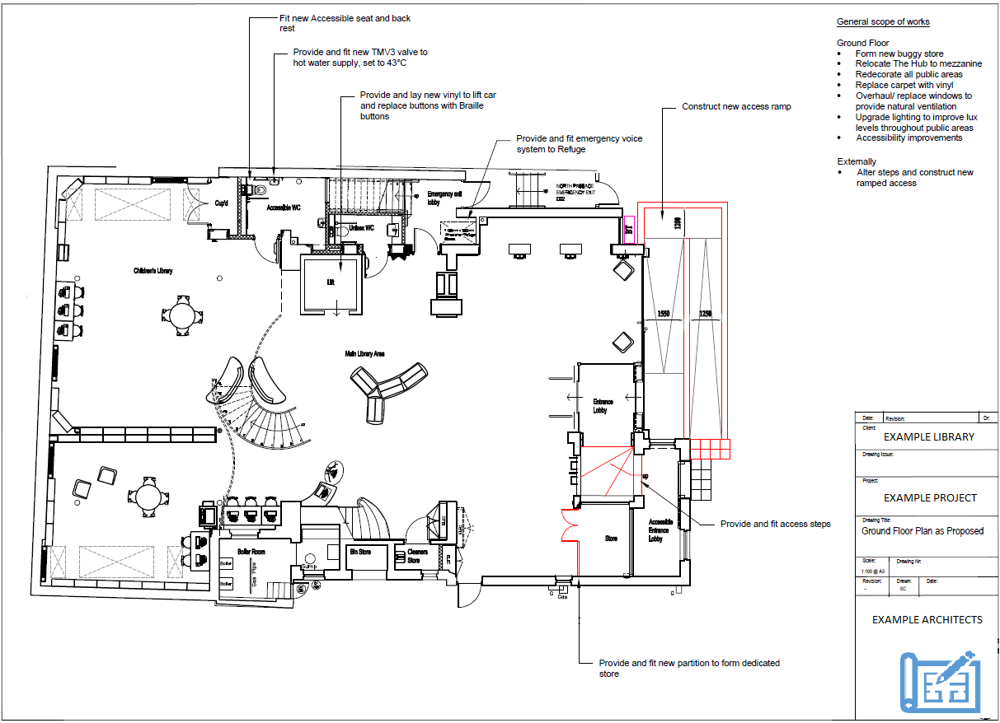 Fit new Accessible seat and back
rest
Provide and fit new TMV3 valve to
hot water supply, set to 43°C
Provide and lay new vinyl to lift car
and replace buttons with Braille
buttons
Provide and fit emergency voice
system to Refuge
Construct new access ramp
General scope of works
Ground Floor
• Form new buggy store
• Relocate The Hub to mezzanine
• Redecorate all public areas
• Replace carpet with vinyl
• Overhaul/ replace windows to
provide natural ventilation
• Upgrade lighting to improve lux
levels throughout public areas
• Accessibility improvements
Externally
• Alter steps and construct new
ramped access
Cup'd
Accessible WC
up
Emergency exit
lobby
up
NORTH PASSAGE
EMERGENCY EXIT
Unisex WC
BT
1200
Children's Library
Lift
1550
1250
Main Library Area
Entrance
Lobby
up
up
Provide and fit access steps
Accessible
Entrance
Lobby
Store
Boiler Room
Boiler
Boiler
Gas Pipe
Sump
Bin Store
Cleaners
Store
G
Gas
G
Provide and fit new partition to form dedicated
store
Date:
Revision:
Dr:
Client:
EXAMPLE LIBRARY
Drawing Issue:
Project:
EXAMPLE PROJECT
Drawing Title:
Ground Floor Plan as Proposed
Scale:
Drawing Nr:
1:100 @ A3
Revision:
Drawn:
Date:
-
SC
EXAMPLE ARCHITECTS